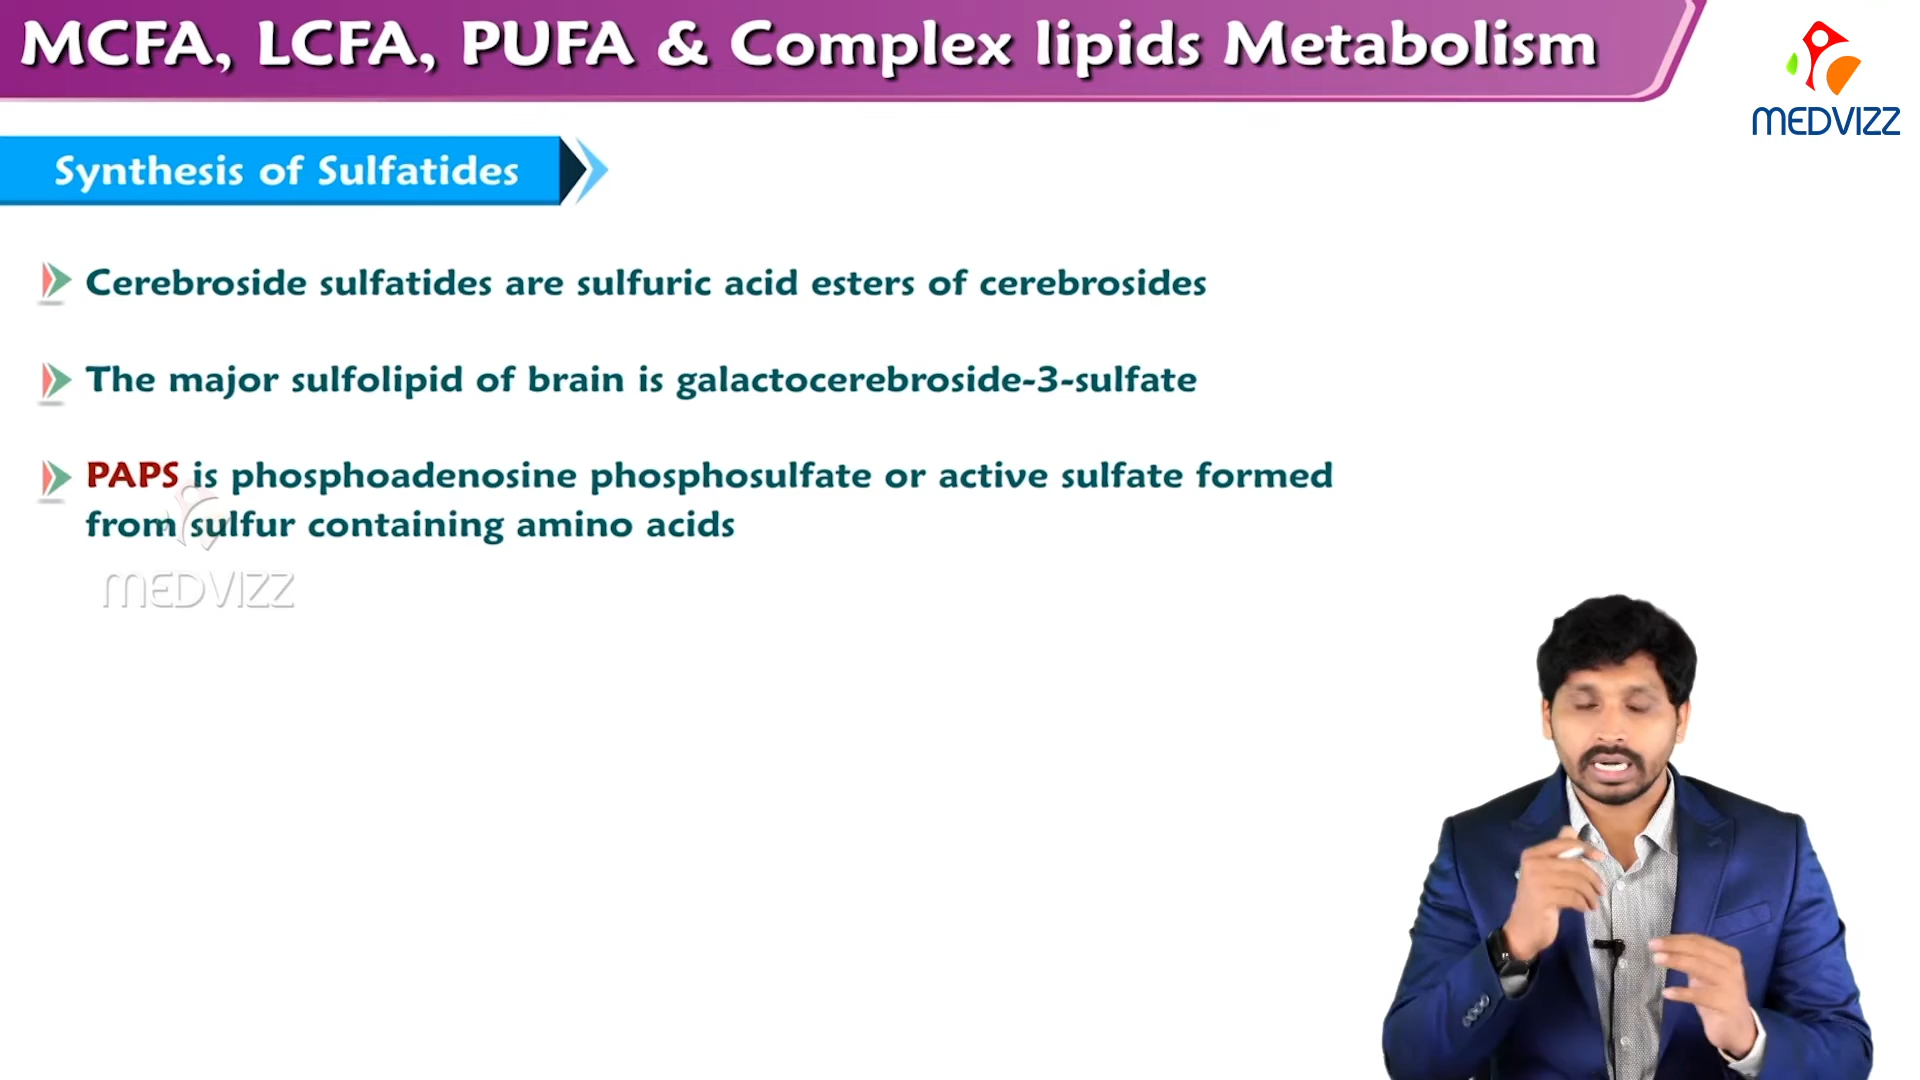 MCFA, LCFA, PUFA & Complex lipids Metabolism
MEDVIZZ
Synthesis of Sulfatides
Cerebroside sulfatides are sulfuric acid esters of cerebrosides
The major sulfolipid of brain is galactocerebroside-3-sulfate
PAPS is phosphoadenosine phosphosulfate or active sulfate formed
from sulfur containing amino acids
MEDVIZZ